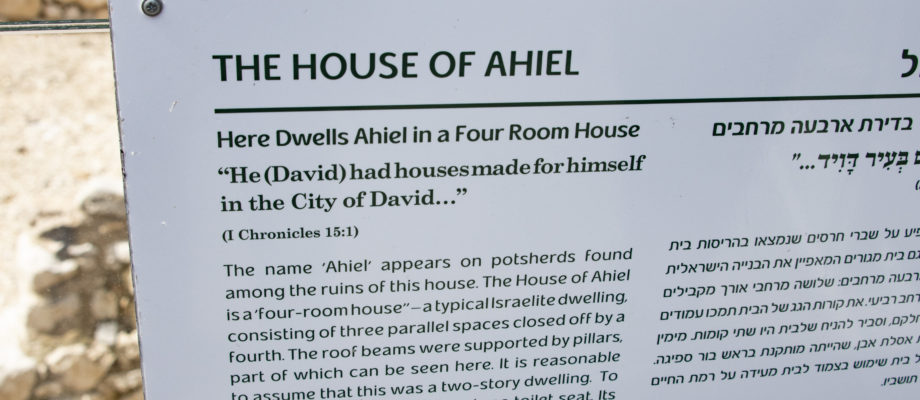 THE HOUSE OF AHIEL
Here Dwells Ahiel in a Four Room House
“He (David) had houses made for himself
in the City of David...”
(I Chronicles 15:1)
The name ‘Ahiel’ appears on potsherds found
among the ruins of this house. The House of Ahiel
is a ‘four-room house” – a typical Israelite dwelling,
consisting of three parallel spaces closed off by a
fourth. The roof beams were supported by pillars,
part of which can be seen here. It is reasonable
to assume that this was a two-story dwelling. To
toilet seat. Its
בדירת ארבעה מרחבים
בְּעִיר דָּוִיד..."
על שברי חרסים שנמצאו בהריסות בית
בית מגורים המאפיין את הבנייה הישראלית
מרחבים: שלושה מרחבי אורך מקבילים
רביעי. את קורות הגג של הבית תמכו עמודים
וסביר להניח שלבית היו שתי קומות. מימין
אסלת אבן, שהייתה מותקנת בראש בור ספיגה.
בית שימוש בצמוד לבית מעידה על רמת החיים
תושביו.